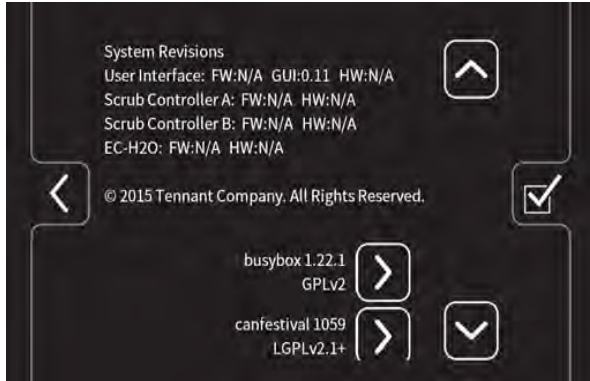 System Revisions
User Interface: FW:N/A GUI:0.11 HW:N/A
Scrub Controller A: FW:N/A HW:N/A
Scrub Controller B: FW:N/A HW:N/A
EC-H2O: FW:N/A HW:N/A
© 2015 Tennant Company. All Rights Reserved.
busybox 1.22.1
GPLv2
canfestival 1059
LGPLv2.1+